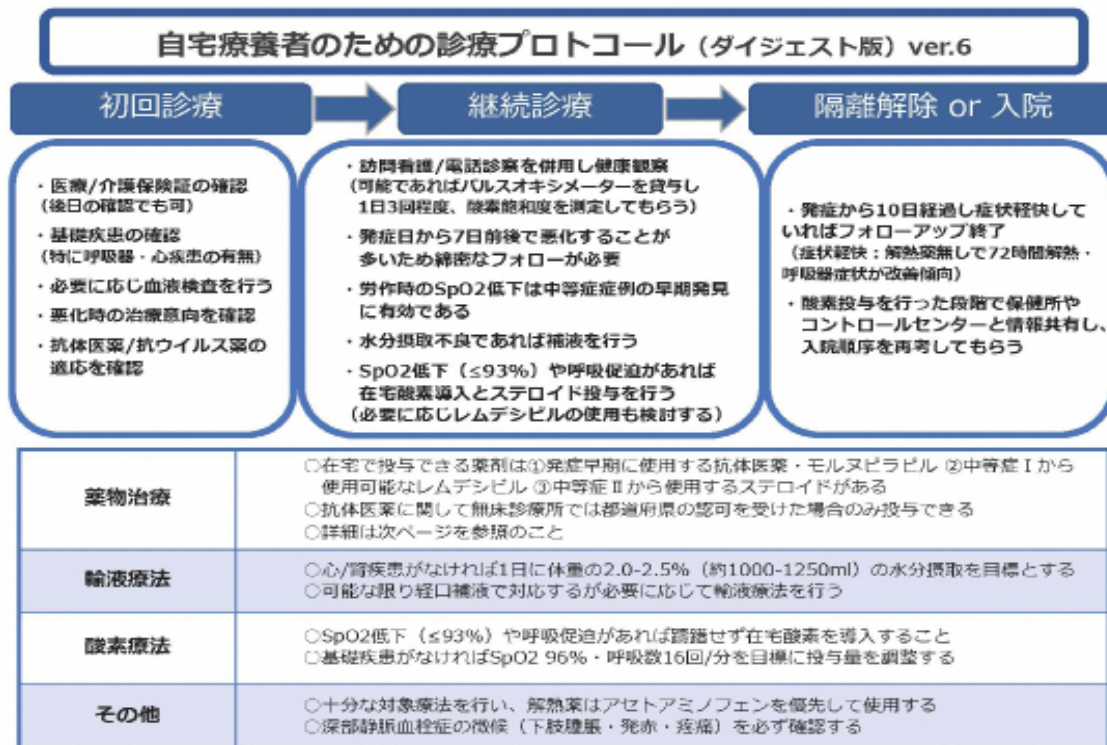 自宅療養者のための診療プロトコール（ダイジェスト版）ver.6
初回診療
継続診療
隔離解除 or 入院
・医療/介護保険証の確認
（後日の確認でも可）
・基礎疾患の確認
（特に呼吸器・心疾患の有無）
・必要に応じ血液検査を行う
・悪化時の治療意向を確認
・抗体医薬/抗ウイルス薬の
適応を確認
・訪問看護/電話診察を併用し健康観察
（可能であればパルスオキシメーターを貸与し
1日3回程度、酸素飽和度を測定してもらう）
・発症日から7日前後で悪化することが
多いため綿密なフォローが必要
・労作時のSpO2低下は中等症症例の早期発見
に有効である
・水分摂取不良であれば補液を行う
・SpO2低下（≤93%）や呼吸促迫があれば
在宅酸素導入とステロイド投与を行う
（必要に応じレムデシビルの使用も検討する）
・発症から10日経過し症状軽快して
いればフォローアップ終了
（症状軽快：解熱薬無しで72時間解熱・
呼吸器症状が改善傾向）
・酸素投与を行った段階で保健所や
コントロールセンターと情報共有し、
入院順序を再考してもらう
薬物治療
○在宅で投与できる薬剤は①発症早期に使用する抗体医薬・モルヌピラビル ②中等症Ⅰから
使用可能なレムデシビル ③中等症Ⅱから使用するステロイドがある
○抗体医薬に関して無床診療所では都道府県の認可を受けた場合のみ投与できる
○詳細は次ページを参照のこと
輸液療法
○心/腎疾患がなければ1日に体重の2.0-2.5%（約1000-1250ml）の水分摂取を目標とする
○可能な限り経口補液で対応するが必要に応じて輸液療法を行う
酸素療法
○SpO2低下（≤93%）や呼吸促迫があれば躊躇せず在宅酸素を導入すること
○基礎疾患がなければSpO2 96%・呼吸数16回/分を目標に投与量を調整する
その他
○十分な対象療法を行い、解熱薬はアセトアミノフェンを優先して使用する
○深部静脈血栓症の徴候（下肢腫脹・発赤・疼痛）を必ず確認する